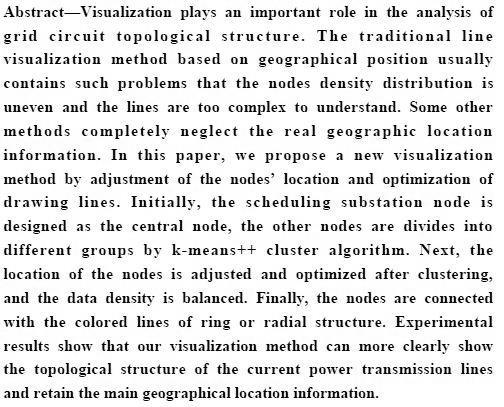 Abstract—Visualization plays an important role in the analysis of
grid circuit topological structure. The traditional line
visualization method based on geographical position usually
contains such problems that the nodes density distribution is
uneven and the lines are too complex to understand. Some other
methods completely neglect the real geographic location
information. In this paper, we propose a new visualization
method by adjustment of the nodes' location and optimization of
drawing lines. Initially, the scheduling substation node is
designed as the central node, the other nodes are divides into
different groups by k-means++ cluster algorithm. Next, the
location of the nodes is adjusted and optimized after clustering,
and the data density is balanced. Finally, the nodes are connected
with the colored lines of ring or radial structure. Experimental
results show that our visualization method can more clearly show
the topological structure of the current power transmission lines
and retain the main geographical location information.